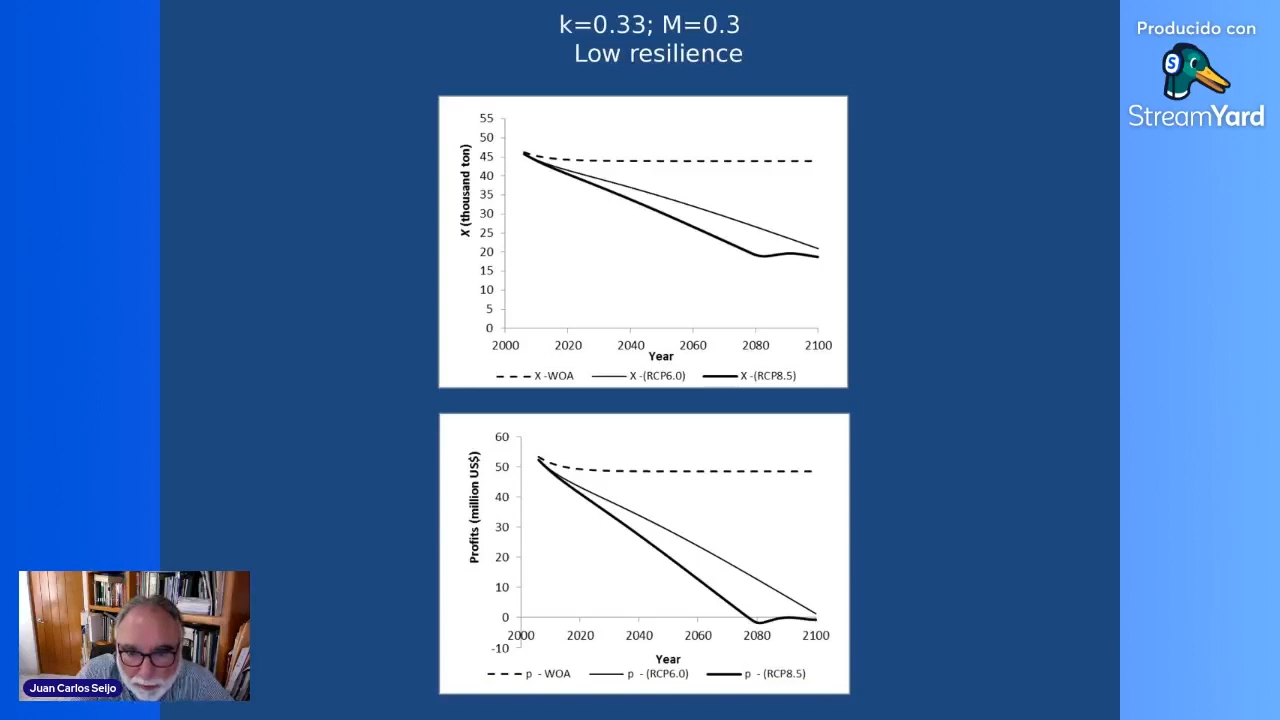 k=0.33; M=0.3
Low resilience
Producido con
S
StreamYard
55
50
45
40
35
30
25
20
15
10
5
0
X (thousand ton)
2000 2020 2040 2060 2080 2100
Year
X -WOA X -(RCP6.0) X -(RCP8.5)
60
50
40
30
20
10
0
-10
Profits (million US$)
2000 2020 2040 2060 2080 2100
Year
p - WOA p - (RCP6.0) p - (RCP8.5)
Juan Carlos Seijo